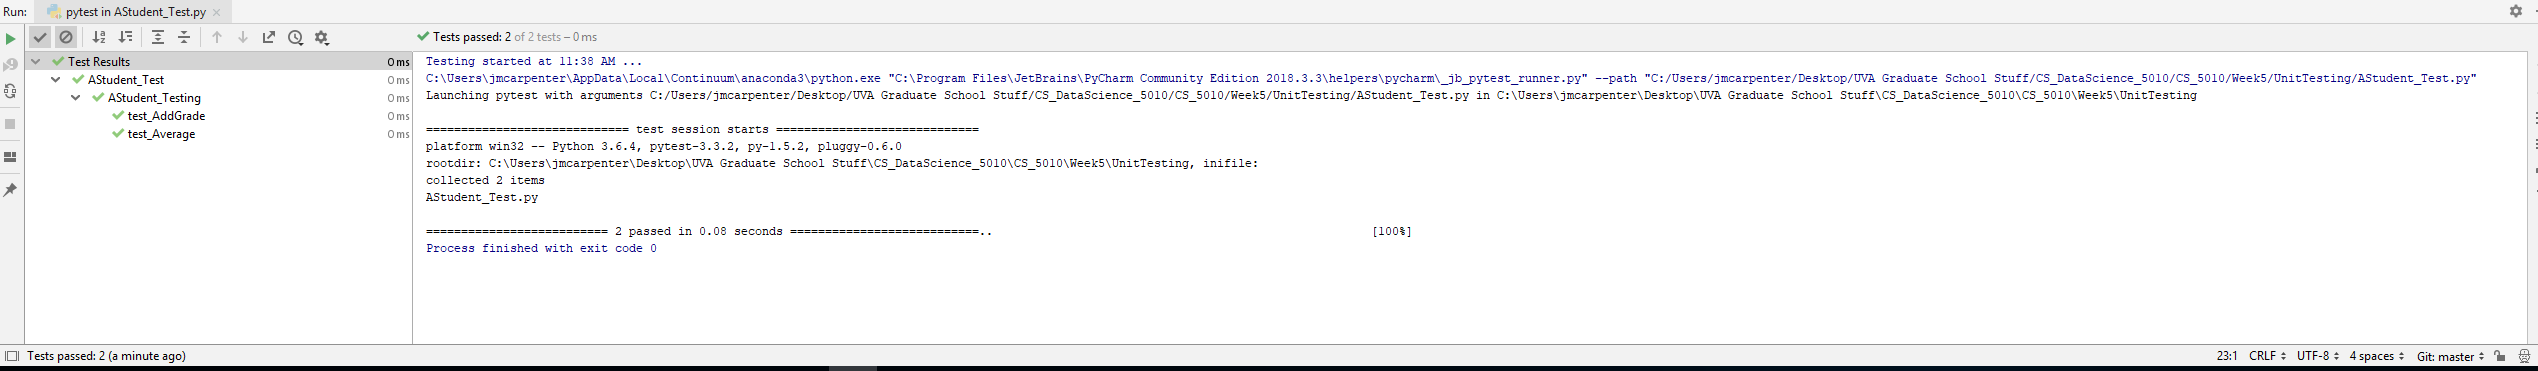 Run: pytest in AStudent_Test.py
Tests passed: 2 of 2 tests – 0 ms
Test Results 0 ms
AStudent_Test 0 ms
AStudent_Testing 0 ms
test_AddGrade 0 ms
test_Average 0 ms
Testing started at 11:38 AM ...
C:\Users\jmcarpenter\AppData\Local\Continuum\anaconda3\python.exe "C:\Program Files\JetBrains\PyCharm Community Edition 2018.3.3\helpers\pycharm\_jb_pytest_runner.py" --path "C:/Users/jmcarpenter/Desktop/UVA Graduate School Stuff/CS_DataScience_5010/CS_5010/Week5/UnitTesting/AStudent_Test.py"
Launching pytest with arguments C:/Users/jmcarpenter/Desktop/UVA Graduate School Stuff/CS_DataScience_5010/CS_5010/Week5/UnitTesting/AStudent_Test.py in C:\Users\jmcarpenter\Desktop\UVA Graduate School Stuff\CS_DataScience_5010\CS_5010\Week5\UnitTesting
============================= test session starts =============================
platform win32 -- Python 3.6.4, pytest-3.3.2, py-1.5.2, pluggy-0.6.0
rootdir: C:\Users\jmcarpenter\Desktop\UVA Graduate School Stuff\CS_DataScience_5010\CS_5010\Week5\UnitTesting, inifile:
collected 2 items
AStudent_Test.py
========================== 2 passed in 0.08 seconds ===========================.. [100%]
Process finished with exit code 0
Tests passed: 2 (a minute ago) 23:1 CRLF UTF-8 4 spaces Git: master